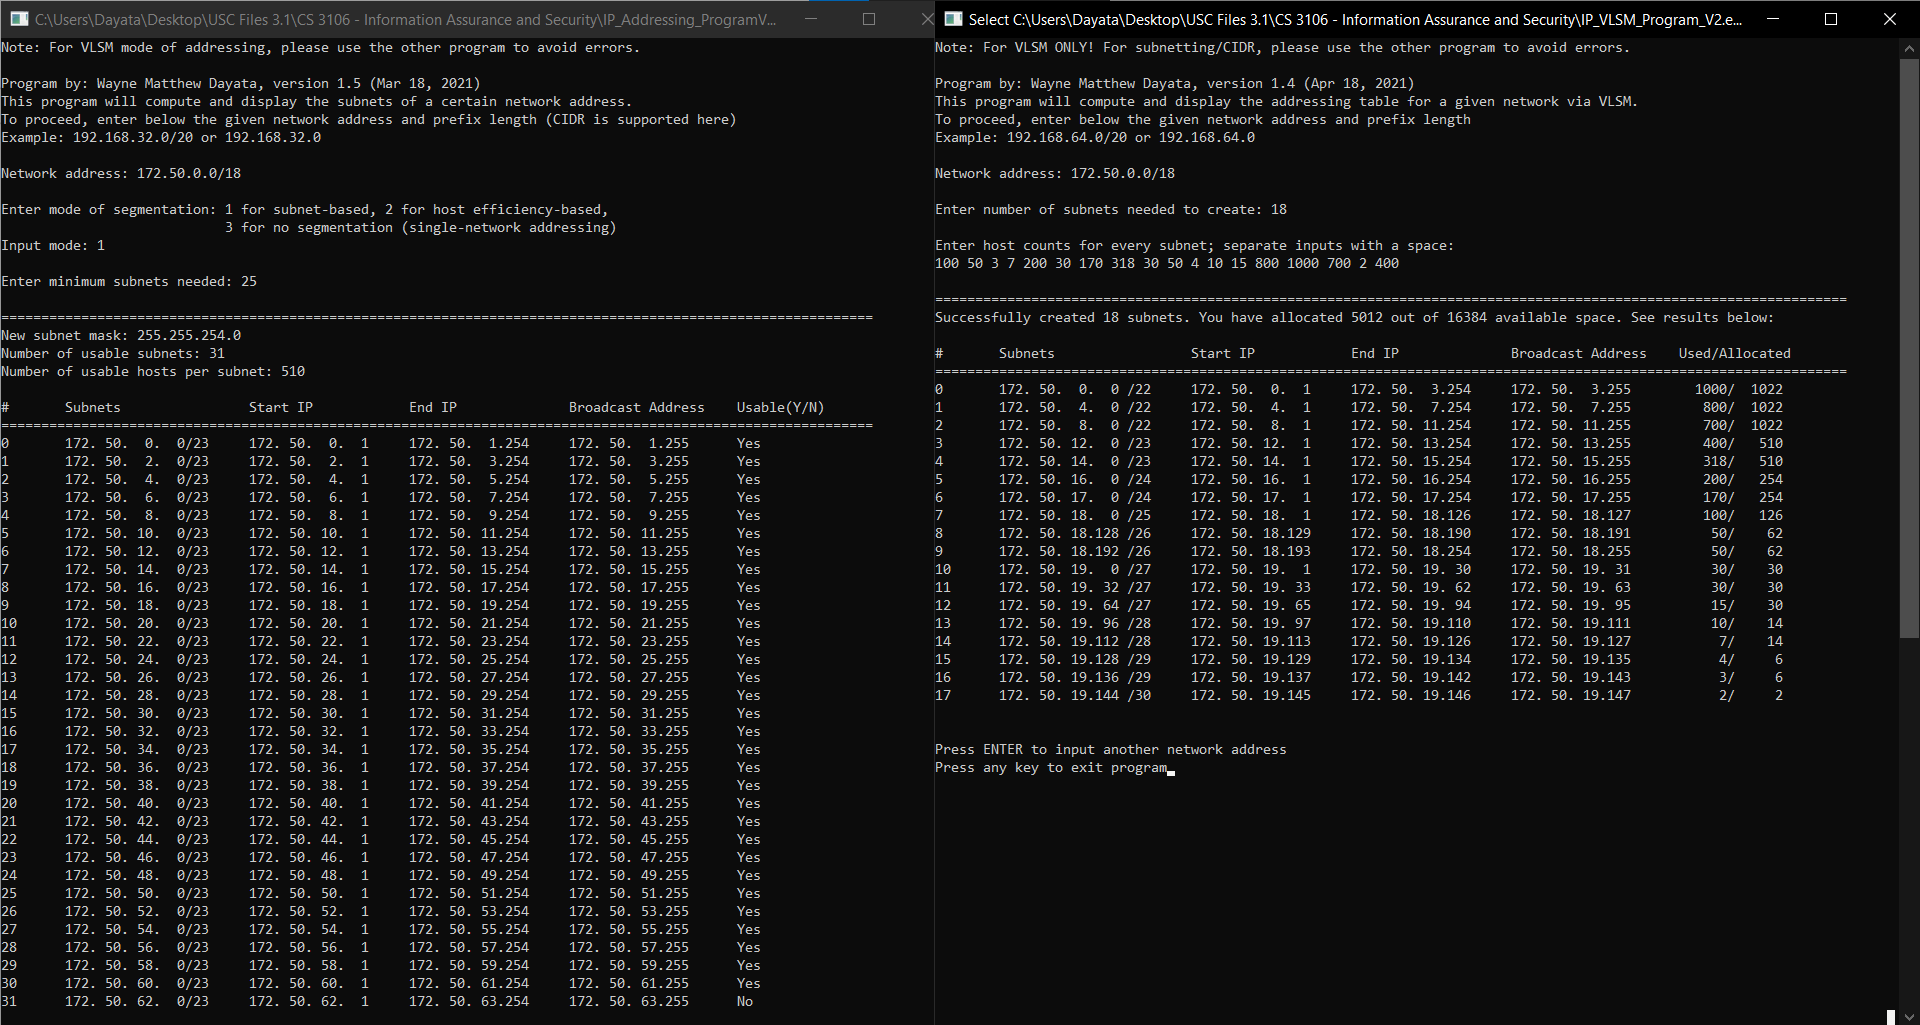 C:\Users\Dayata\Desktop\USC Files 3.1\CS 3106 - Information Assurance and Security\IP_Addressing_ProgramV...
Note: For VLSM mode of addressing, please use the other program to avoid errors.
Program by: Wayne Matthew Dayata, version 1.5 (Mar 18, 2021)
This program will compute and display the subnets of a certain network address.
To proceed, enter below the given network address and prefix length (CIDR is supported here)
Example: 192.168.32.0/20 or 192.168.32.0
Network address: 172.50.0.0/18
Enter mode of segmentation: 1 for subnet-based, 2 for host efficiency-based,
3 for no segmentation (single-network addressing)
Input mode: 1
Enter minimum subnets needed: 25
=============================================================================================================
New subnet mask: 255.255.254.0
Number of usable subnets: 31
Number of usable hosts per subnet: 510
# Subnets Start IP End IP Broadcast Address Usable(Y/N)
=============================================================================================================
0 172. 50. 0. 0/23 172. 50. 0. 1 172. 50. 1.254 172. 50. 1.255 Yes
1 172. 50. 2. 0/23 172. 50. 2. 1 172. 50. 3.254 172. 50. 3.255 Yes
2 172. 50. 4. 0/23 172. 50. 4. 1 172. 50. 5.254 172. 50. 5.255 Yes
3 172. 50. 6. 0/23 172. 50. 6. 1 172. 50. 7.254 172. 50. 7.255 Yes
4 172. 50. 8. 0/23 172. 50. 8. 1 172. 50. 9.254 172. 50. 9.255 Yes
5 172. 50. 10. 0/23 172. 50. 10. 1 172. 50. 11.254 172. 50. 11.255 Yes
6 172. 50. 12. 0/23 172. 50. 12. 1 172. 50. 13.254 172. 50. 13.255 Yes
7 172. 50. 14. 0/23 172. 50. 14. 1 172. 50. 15.254 172. 50. 15.255 Yes
8 172. 50. 16. 0/23 172. 50. 16. 1 172. 50. 17.254 172. 50. 17.255 Yes
9 172. 50. 18. 0/23 172. 50. 18. 1 172. 50. 19.254 172. 50. 19.255 Yes
10 172. 50. 20. 0/23 172. 50. 20. 1 172. 50. 21.254 172. 50. 21.255 Yes
11 172. 50. 22. 0/23 172. 50. 22. 1 172. 50. 23.254 172. 50. 23.255 Yes
12 172. 50. 24. 0/23 172. 50. 24. 1 172. 50. 25.254 172. 50. 25.255 Yes
13 172. 50. 26. 0/23 172. 50. 26. 1 172. 50. 27.254 172. 50. 27.255 Yes
14 172. 50. 28. 0/23 172. 50. 28. 1 172. 50. 29.254 172. 50. 29.255 Yes
15 172. 50. 30. 0/23 172. 50. 30. 1 172. 50. 31.254 172. 50. 31.255 Yes
16 172. 50. 32. 0/23 172. 50. 32. 1 172. 50. 33.254 172. 50. 33.255 Yes
17 172. 50. 34. 0/23 172. 50. 34. 1 172. 50. 35.254 172. 50. 35.255 Yes
18 172. 50. 36. 0/23 172. 50. 36. 1 172. 50. 37.254 172. 50. 37.255 Yes
19 172. 50. 38. 0/23 172. 50. 38. 1 172. 50. 39.254 172. 50. 39.255 Yes
20 172. 50. 40. 0/23 172. 50. 40. 1 172. 50. 41.254 172. 50. 41.255 Yes
21 172. 50. 42. 0/23 172. 50. 42. 1 172. 50. 43.254 172. 50. 43.255 Yes
22 172. 50. 44. 0/23 172. 50. 44. 1 172. 50. 45.254 172. 50. 45.255 Yes
23 172. 50. 46. 0/23 172. 50. 46. 1 172. 50. 47.254 172. 50. 47.255 Yes
24 172. 50. 48. 0/23 172. 50. 48. 1 172. 50. 49.254 172. 50. 49.255 Yes
25 172. 50. 50. 0/23 172. 50. 50. 1 172. 50. 51.254 172. 50. 51.255 Yes
26 172. 50. 52. 0/23 172. 50. 52. 1 172. 50. 53.254 172. 50. 53.255 Yes
27 172. 50. 54. 0/23 172. 50. 54. 1 172. 50. 55.254 172. 50. 55.255 Yes
28 172. 50. 56. 0/23 172. 50. 56. 1 172. 50. 57.254 172. 50. 57.255 Yes
29 172. 50. 58. 0/23 172. 50. 58. 1 172. 50. 59.254 172. 50. 59.255 Yes
30 172. 50. 60. 0/23 172. 50. 60. 1 172. 50. 61.254 172. 50. 61.255 Yes
31 172. 50. 62. 0/23 172. 50. 62. 1 172. 50. 63.254 172. 50. 63.255 No
Select C:\Users\Dayata\Desktop\USC Files 3.1\CS 3106 - Information Assurance and Security\IP_VLSM_Program_V2.e...
Note: For VLSM ONLY! For subnetting/CIDR, please use the other program to avoid errors.
Program by: Wayne Matthew Dayata, version 1.4 (Apr 18, 2021)
This program will compute and display the addressing table for a given network via VLSM.
To proceed, enter below the given network address and prefix length
Example: 192.168.64.0/20 or 192.168.64.0
Network address: 172.50.0.0/18
Enter number of subnets needed to create: 18
Enter host counts for every subnet; separate inputs with a space:
100 50 3 7 200 30 170 318 30 50 4 10 15 800 1000 700 2 400
==================================================================================================================
Successfully created 18 subnets. You have allocated 5012 out of 16384 available space. See results below:
# Subnets Start IP End IP Broadcast Address Used/Allocated
==================================================================================================================
0 172. 50. 0. 0 /22 172. 50. 0. 1 172. 50. 3.254 172. 50. 3.255 1000/ 1022
1 172. 50. 4. 0 /22 172. 50. 4. 1 172. 50. 7.254 172. 50. 7.255 800/ 1022
2 172. 50. 8. 0 /22 172. 50. 8. 1 172. 50. 11.254 172. 50. 11.255 700/ 1022
3 172. 50. 12. 0 /23 172. 50. 12. 1 172. 50. 13.254 172. 50. 13.255 400/ 510
4 172. 50. 14. 0 /23 172. 50. 14. 1 172. 50. 15.254 172. 50. 15.255 318/ 510
5 172. 50. 16. 0 /24 172. 50. 16. 1 172. 50. 16.254 172. 50. 16.255 200/ 254
6 172. 50. 17. 0 /24 172. 50. 17. 1 172. 50. 17.254 172. 50. 17.255 170/ 254
7 172. 50. 18. 0 /25 172. 50. 18. 1 172. 50. 18.126 172. 50. 18.127 100/ 126
8 172. 50. 18.128 /26 172. 50. 18.129 172. 50. 18.190 172. 50. 18.191 50/ 62
9 172. 50. 18.192 /26 172. 50. 18.193 172. 50. 18.254 172. 50. 18.255 50/ 62
10 172. 50. 19. 0 /27 172. 50. 19. 1 172. 50. 19. 30 172. 50. 19. 31 30/ 30
11 172. 50. 19. 32 /27 172. 50. 19. 33 172. 50. 19. 62 172. 50. 19. 63 30/ 30
12 172. 50. 19. 64 /27 172. 50. 19. 65 172. 50. 19. 94 172. 50. 19. 95 15/ 30
13 172. 50. 19. 96 /28 172. 50. 19. 97 172. 50. 19.110 172. 50. 19.111 10/ 14
14 172. 50. 19.112 /28 172. 50. 19.113 172. 50. 19.126 172. 50. 19.127 7/ 14
15 172. 50. 19.128 /29 172. 50. 19.129 172. 50. 19.134 172. 50. 19.135 4/ 6
16 172. 50. 19.136 /29 172. 50. 19.137 172. 50. 19.142 172. 50. 19.143 3/ 6
17 172. 50. 19.144 /30 172. 50. 19.145 172. 50. 19.146 172. 50. 19.147 2/ 2
Press ENTER to input another network address
Press any key to exit program